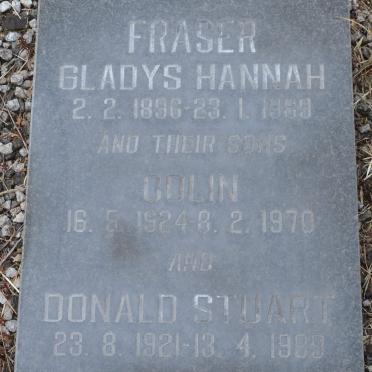 FRASER
GLADYS HANNAH
2. 2. 1896-23. 1. 1969
AND THEIR SONS
COLIN
16. 5. 1924-8. 2. 1970
AND
DONALD STUART
23. 8. 1921-13. 4. 1989